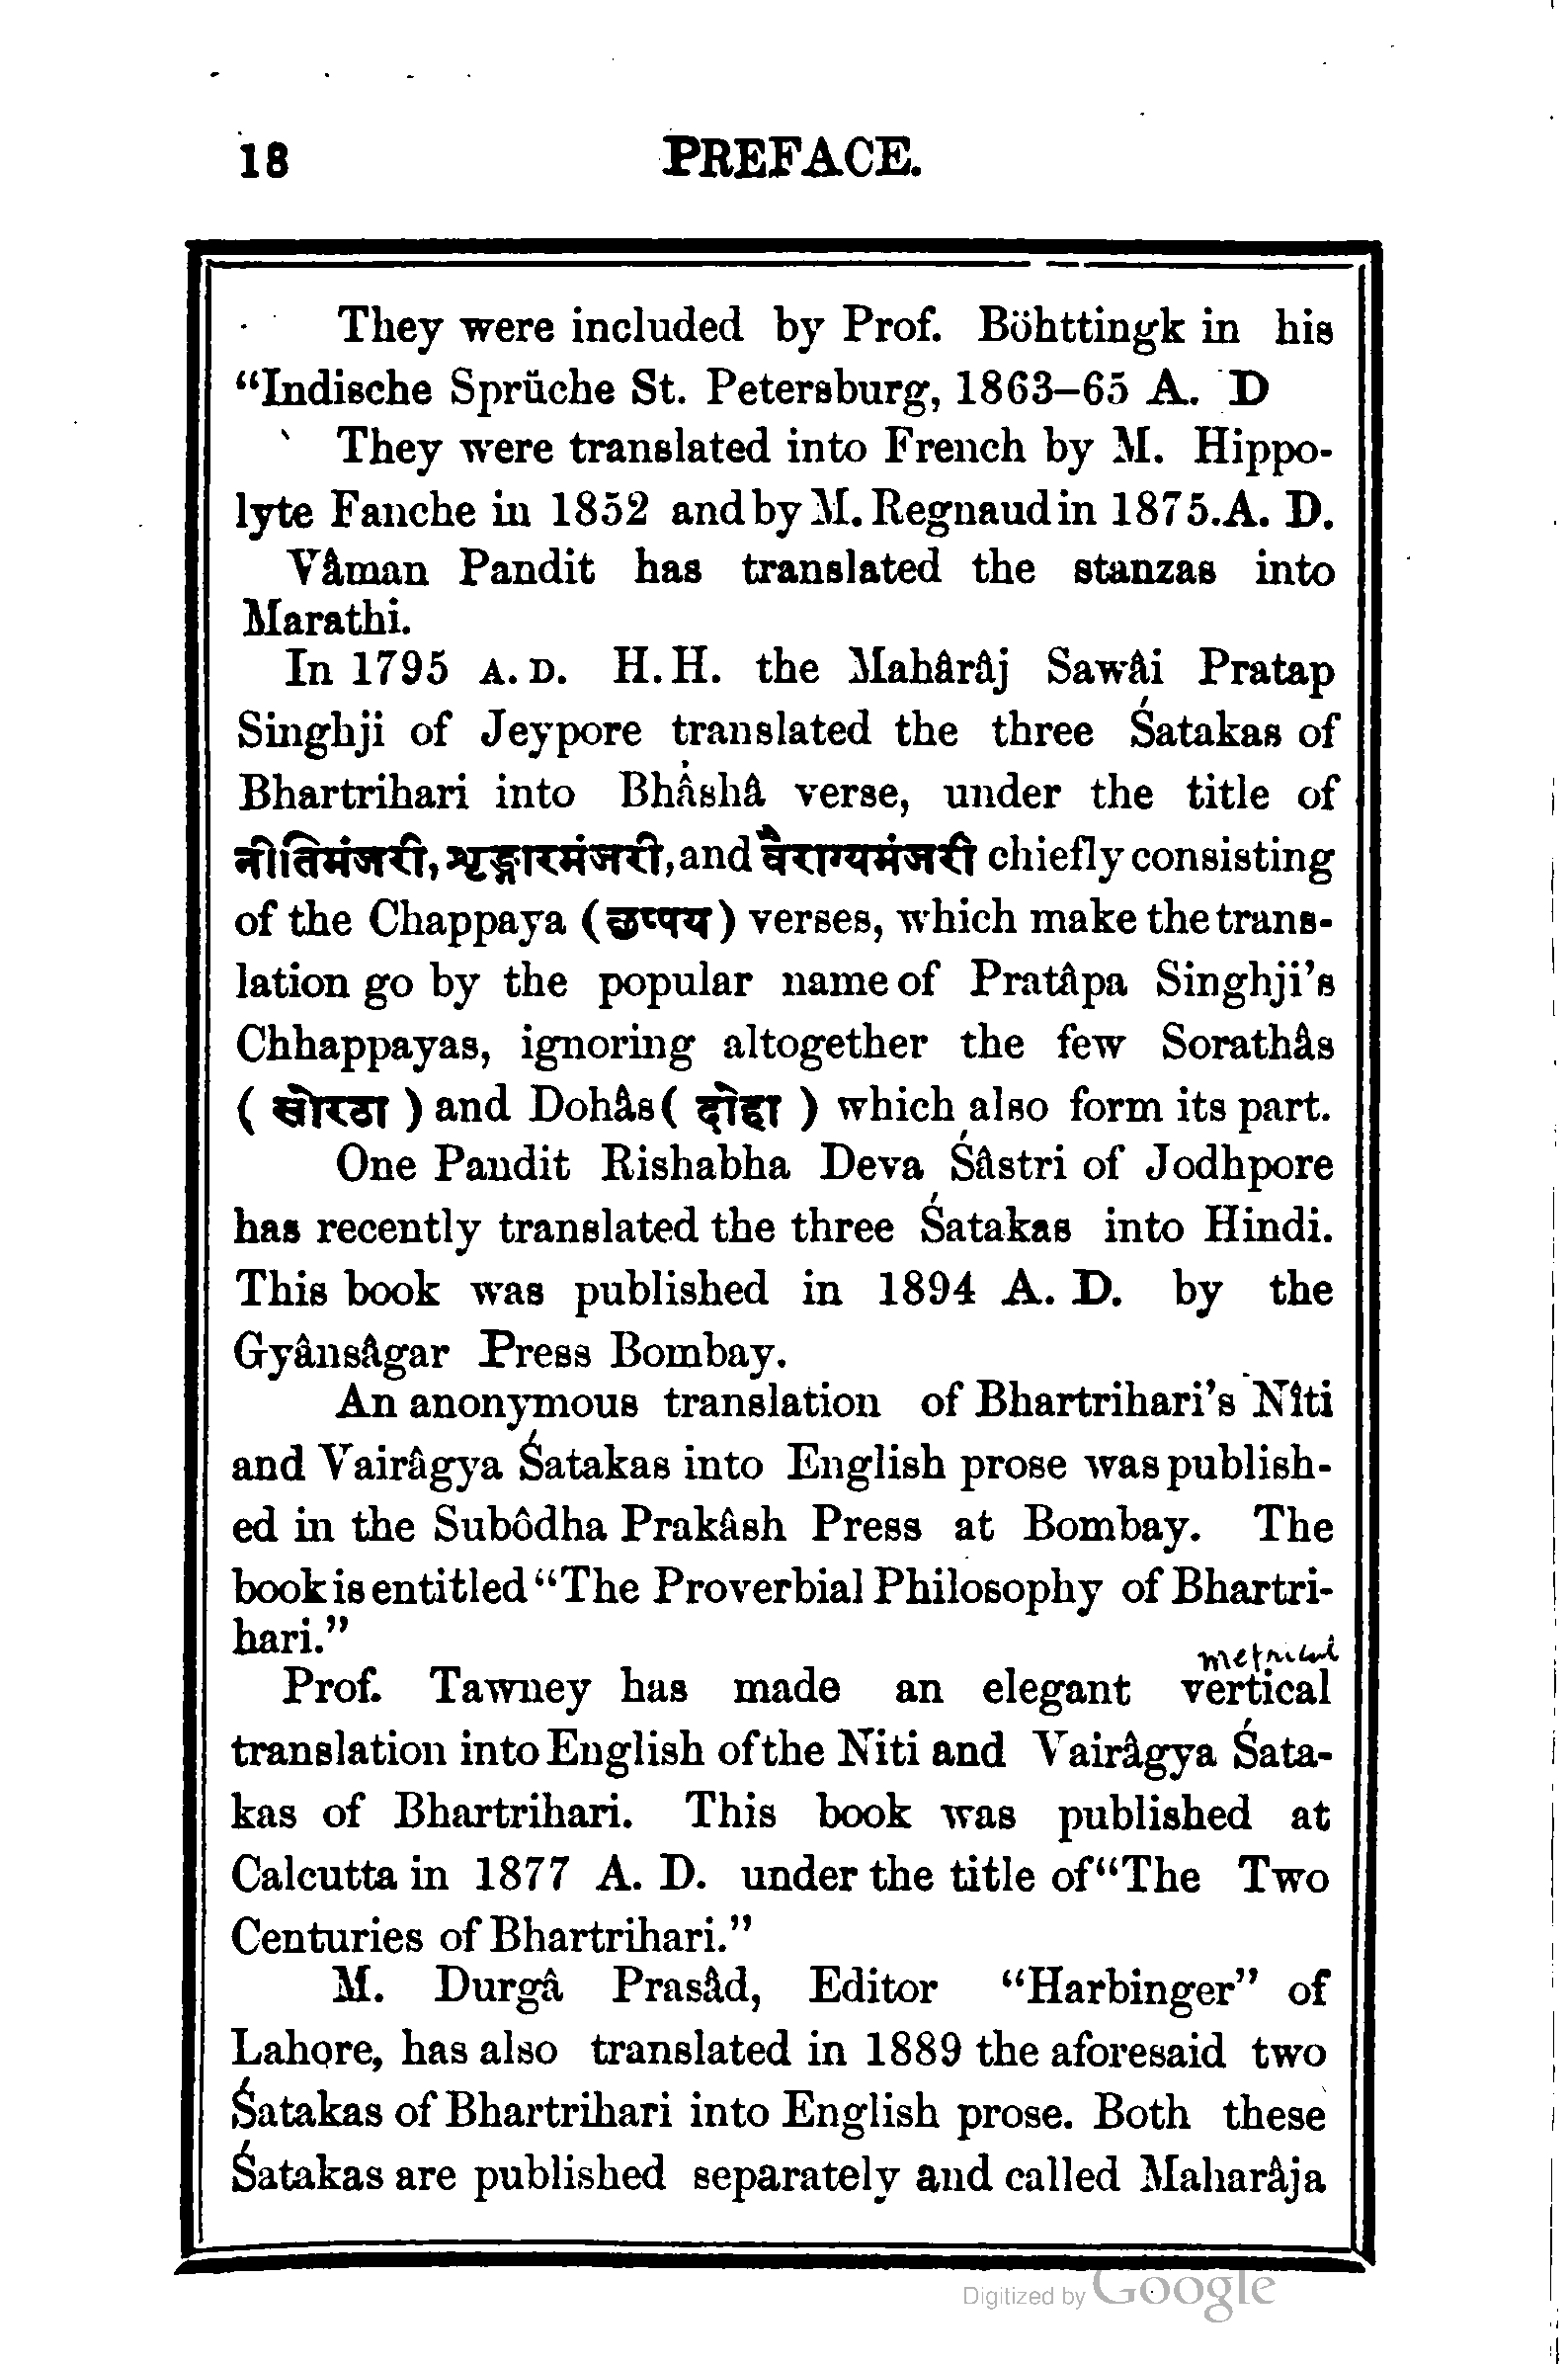 18 PREFACE.
They were included by Prof. Böhttingk in his
“Indische Sprüche St. Petersburg, 1863–65 A. D
They were translated into French by M. Hippo-
lyte Fanche in 1852 and by M. Regnaud in 1875.A. D.
Vâman Pandit has translated the stanzas into
Marathi.
In 1795 A. D. H. H. the Mahârâj Sawâi Pratap
Singhji of Jeypore translated the three Śatakas of
Bhartrihari into Bhâshâ verse, under the title of
नीतिमंजरी, शृङ्गारमंजरी, and वैराग्यमंजरी chiefly consisting
of the Chappaya (छप्पय) verses, which make the trans-
lation go by the popular name of Pratâpa Singhji’s
Chhappayas, ignoring altogether the few Sorathâs
( सोरठा ) and Dohâs ( दोहा ) which also form its part.
One Pandit Rishabha Deva Śâstri of Jodhpore
has recently translated the three Śatakas into Hindi.
This book was published in 1894 A. D. by the
Gyânsâgar Press Bombay.
An anonymous translation of Bhartrihari’s Nîti
and Vairâgya Śatakas into English prose was publish-
ed in the Subôdha Prakâsh Press at Bombay. The
book is entitled “The Proverbial Philosophy of Bhartri-
hari.”
metrical
Prof. Tawney has made an elegant vertical
translation into English of the Niti and Vairâgya Śata-
kas of Bhartrihari. This book was published at
Calcutta in 1877 A. D. under the title of “The Two
Centuries of Bhartrihari.”
M. Durgâ Prasâd, Editor “Harbinger” of
Lahore, has also translated in 1889 the aforesaid two
Śatakas of Bhartrihari into English prose. Both these
Śatakas are published separately and called Maharâja
Digitized by Google